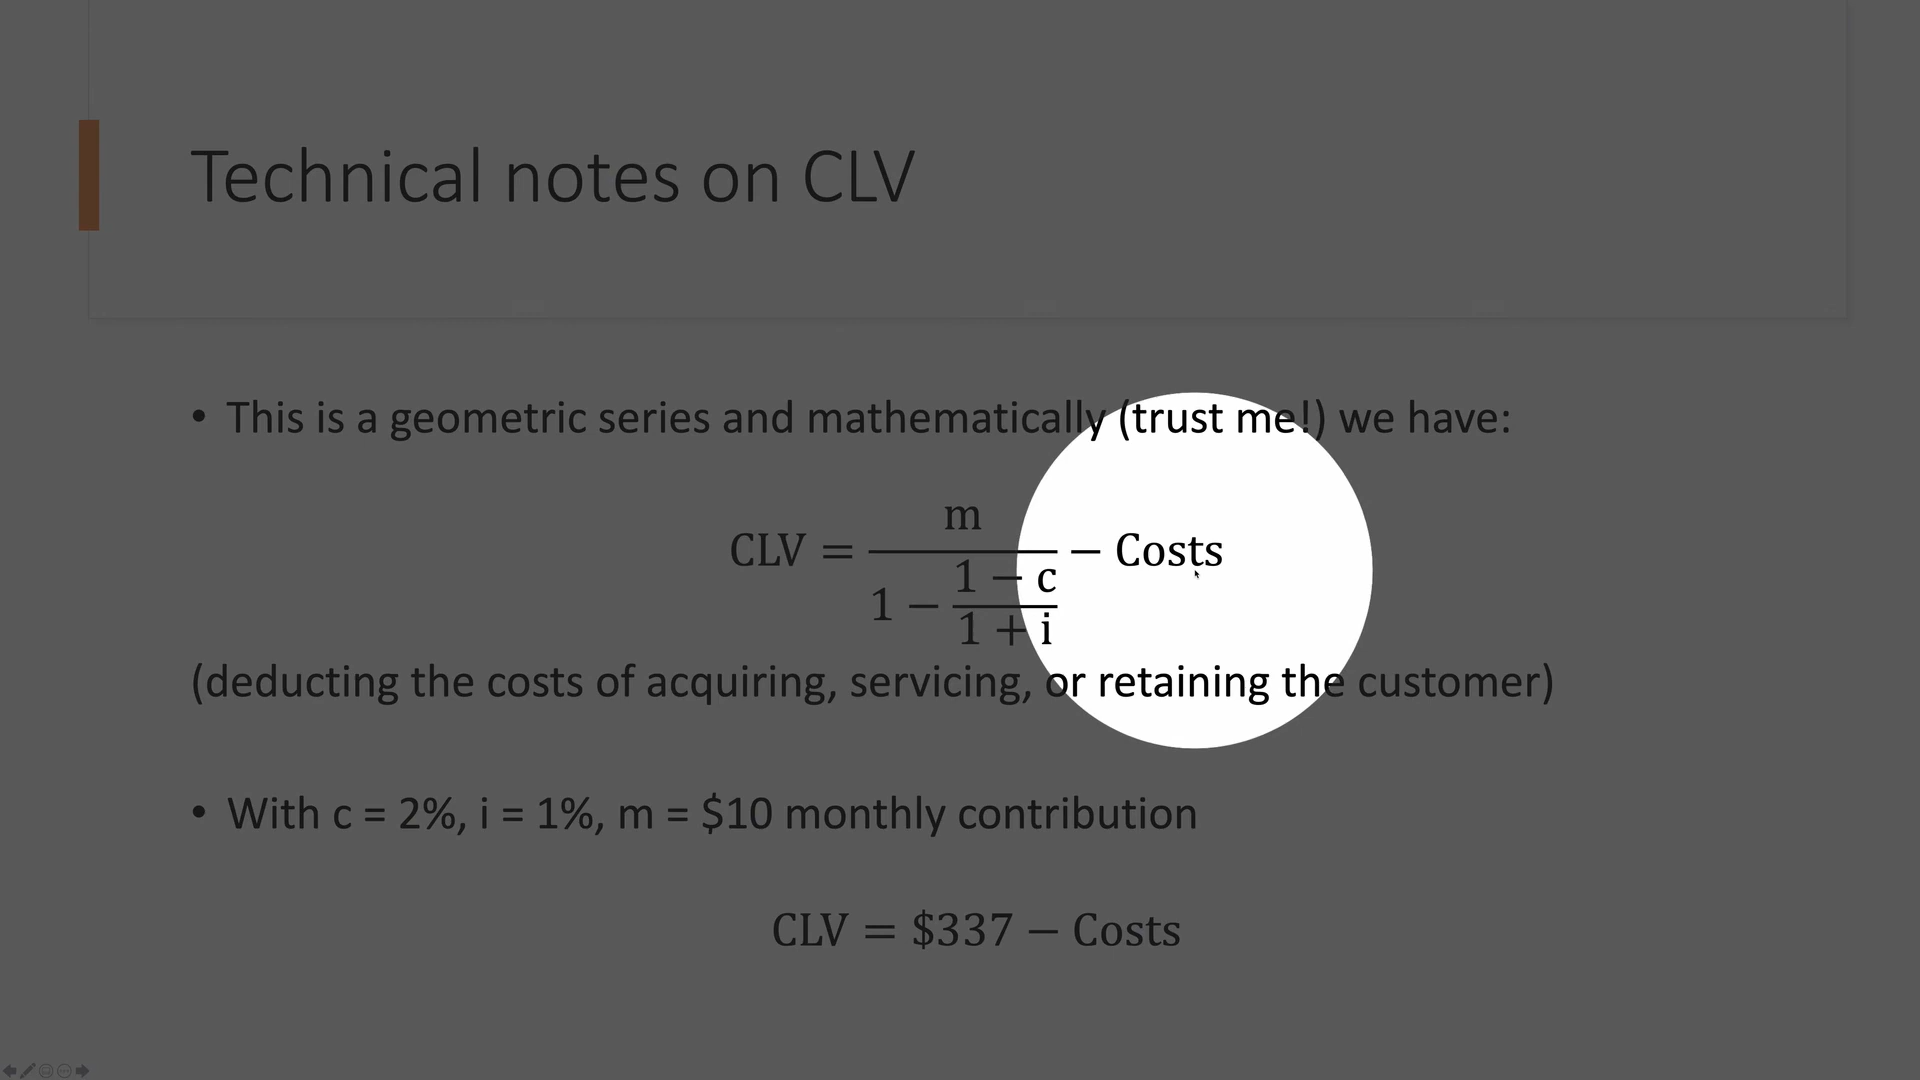 Technical notes on CLV
• This is a geometric series and mathematically (trust me!) we have:
CLV = m / (1 − (1 − c) / (1 + i)) − Costs
(deducting the costs of acquiring, servicing, or retaining the customer)
• With c = 2%, i = 1%, m = $10 monthly contribution
CLV = $337 − Costs